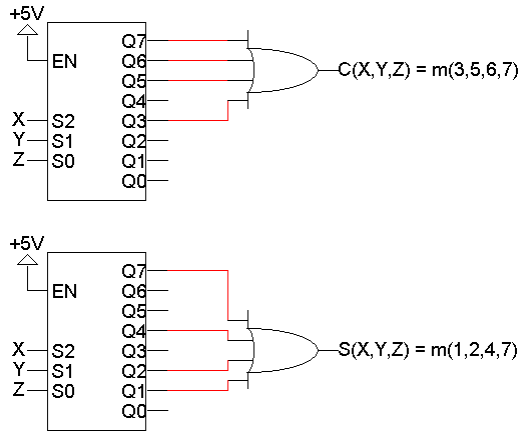 +5V
Q7
EN
Q6
Q5
C(X,Y,Z) = m(3,5,6,7)
Q4
X
S2
Q3
Y
S1
Q2
Z
S0
Q1
Q0
+5V
Q7
EN
Q6
Q5
Q4
X
S2
Q3
S(X,Y,Z) = m(1,2,4,7)
Y
S1
Q2
Z
S0
Q1
Q0